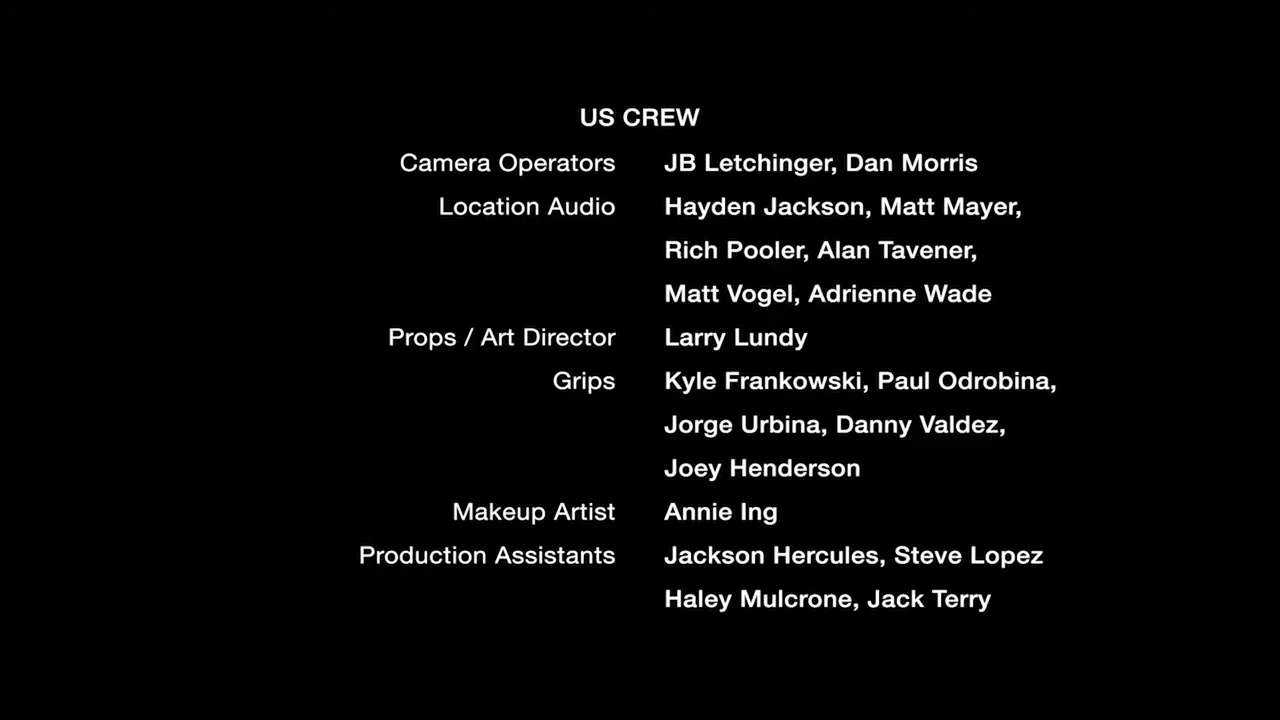 US CREW
Camera Operators JB Letchinger, Dan Morris
Location Audio Hayden Jackson, Matt Mayer,
Rich Pooler, Alan Tavener,
Matt Vogel, Adrienne Wade
Props / Art Director Larry Lundy
Grips Kyle Frankowski, Paul Odrobina,
Jorge Urbina, Danny Valdez,
Joey Henderson
Makeup Artist Annie Ing
Production Assistants Jackson Hercules, Steve Lopez
Haley Mulcrone, Jack Terry